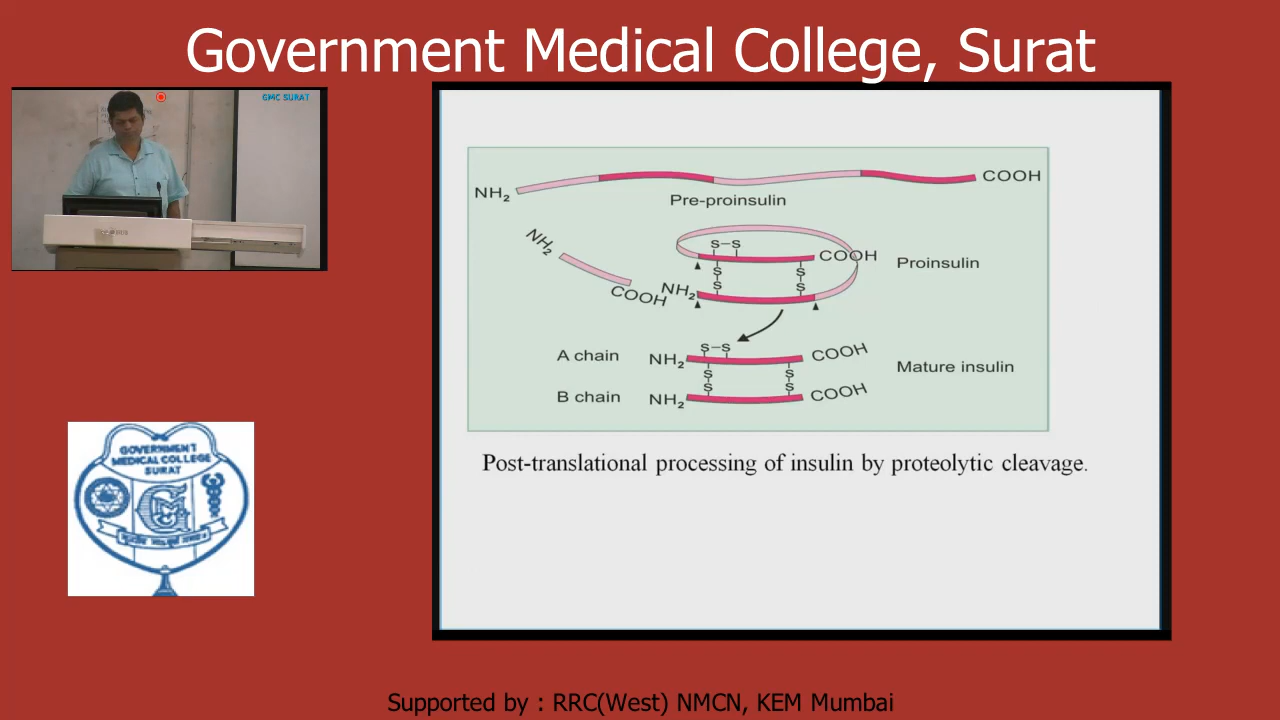 Government Medical College, Surat
GMC SURAT
NH2 COOH
Pre-proinsulin
NH2
COOH
S–S
COOH
Proinsulin
S S
S S
NH2
S–S
A chain NH2 COOH
Mature insulin
S S
S S
B chain NH2 COOH
Post-translational processing of insulin by proteolytic cleavage.
GOVERNMENT
MEDICAL COLLEGE
SURAT
Supported by : RRC(West) NMCN, KEM Mumbai